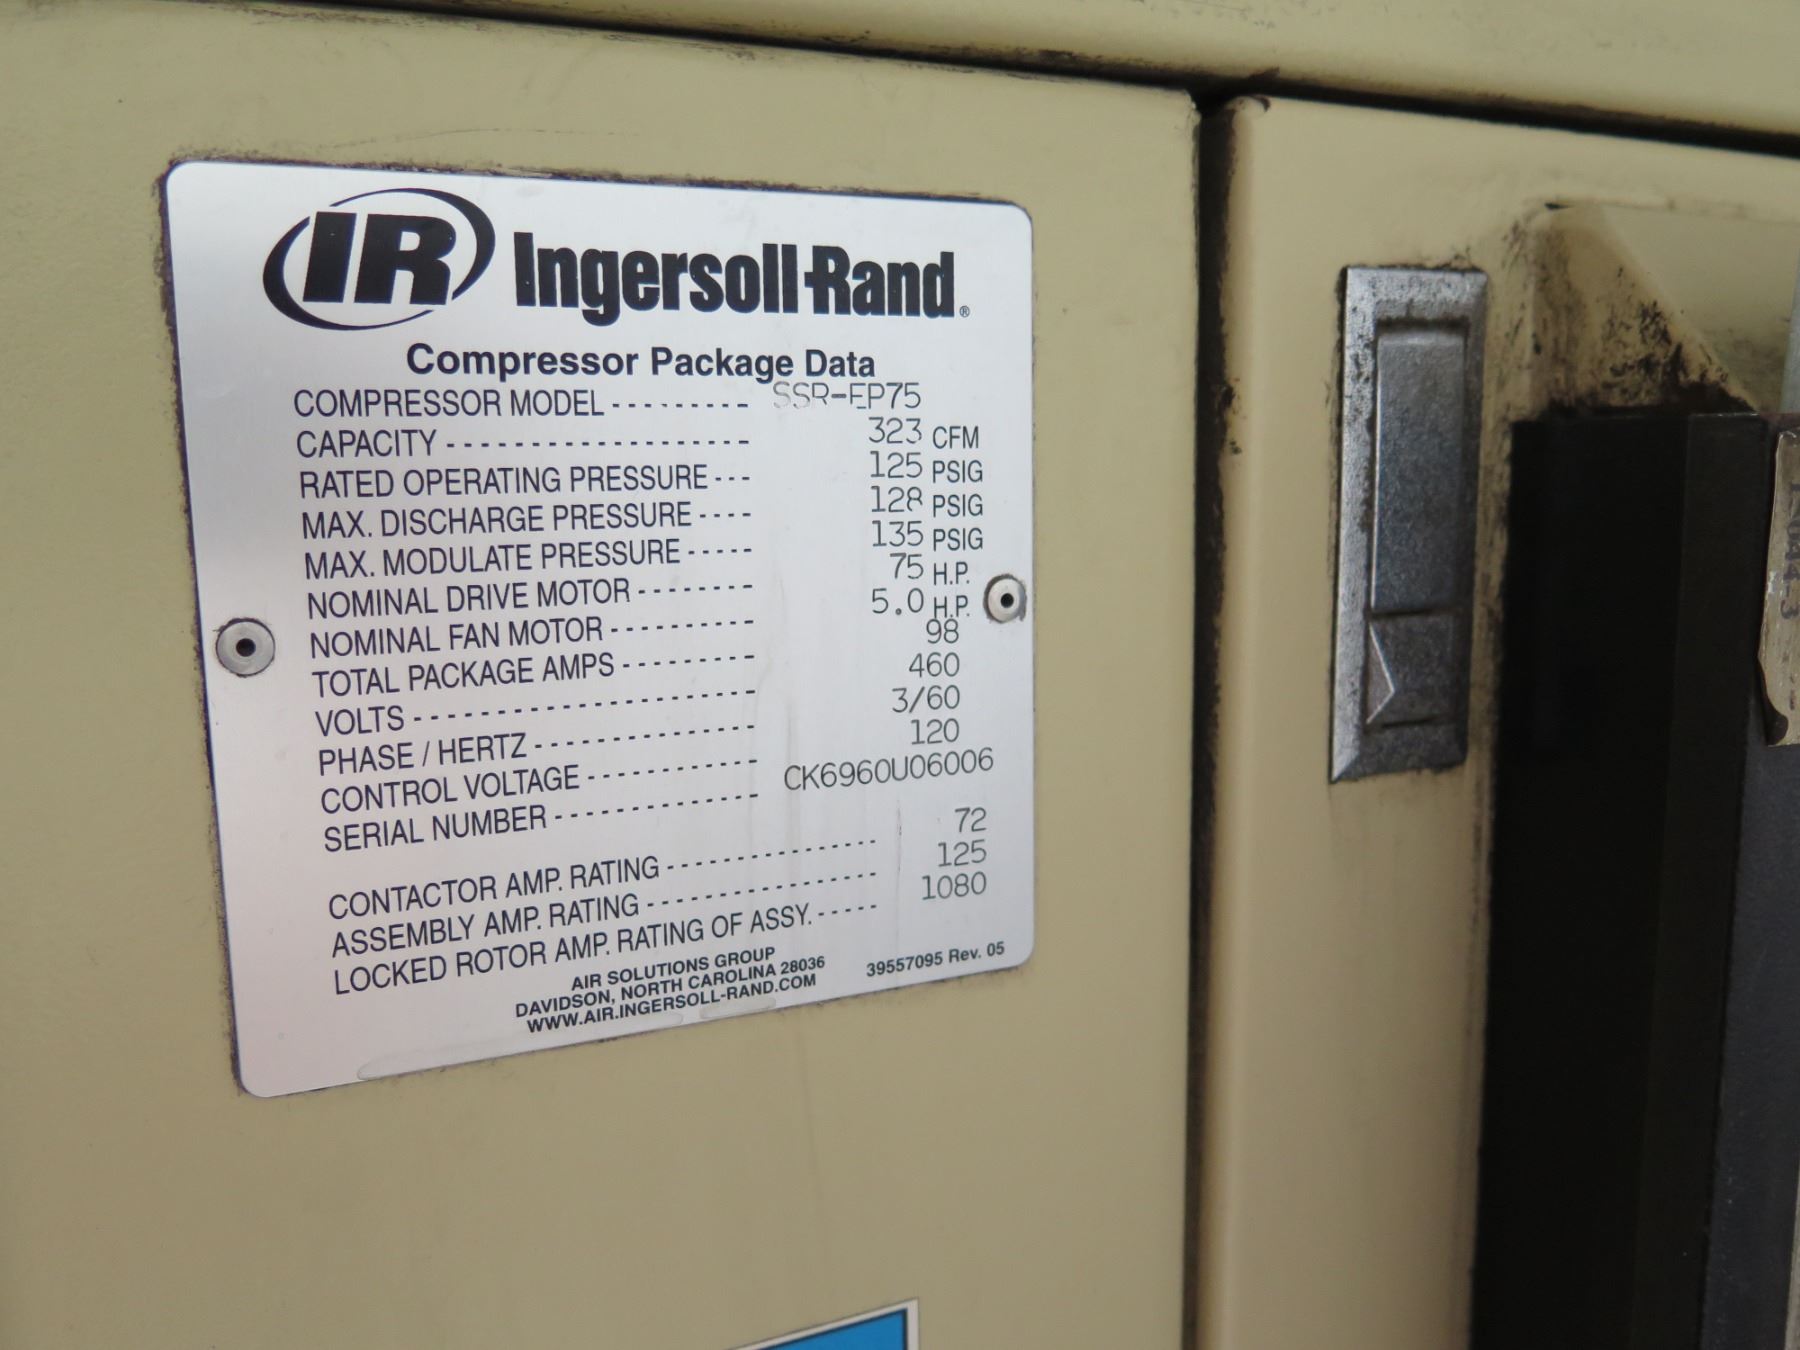 IR Ingersoll-Rand®
Compressor Package Data
COMPRESSOR MODEL --------- SSR-EP75
CAPACITY ------------------- 323 CFM
RATED OPERATING PRESSURE --- 125 PSIG
MAX. DISCHARGE PRESSURE ---- 128 PSIG
MAX. MODULATE PRESSURE ----- 135 PSIG
NOMINAL DRIVE MOTOR ------- 75 H.P.
NOMINAL FAN MOTOR --------- 5.0 H.P.
TOTAL PACKAGE AMPS -------- 98
VOLTS -------------------- 460
PHASE / HERTZ ------------- 3/60
CONTROL VOLTAGE ---------- 120
SERIAL NUMBER ------------ CK6960U06006
CONTACTOR AMP. RATING --------------- 72
ASSEMBLY AMP. RATING ---------------- 125
LOCKED ROTOR AMP. RATING OF ASSY. ----- 1080
AIR SOLUTIONS GROUP
DAVIDSON, NORTH CAROLINA 28036
WWW.AIR.INGERSOLL-RAND.COM
39557095 Rev. 05